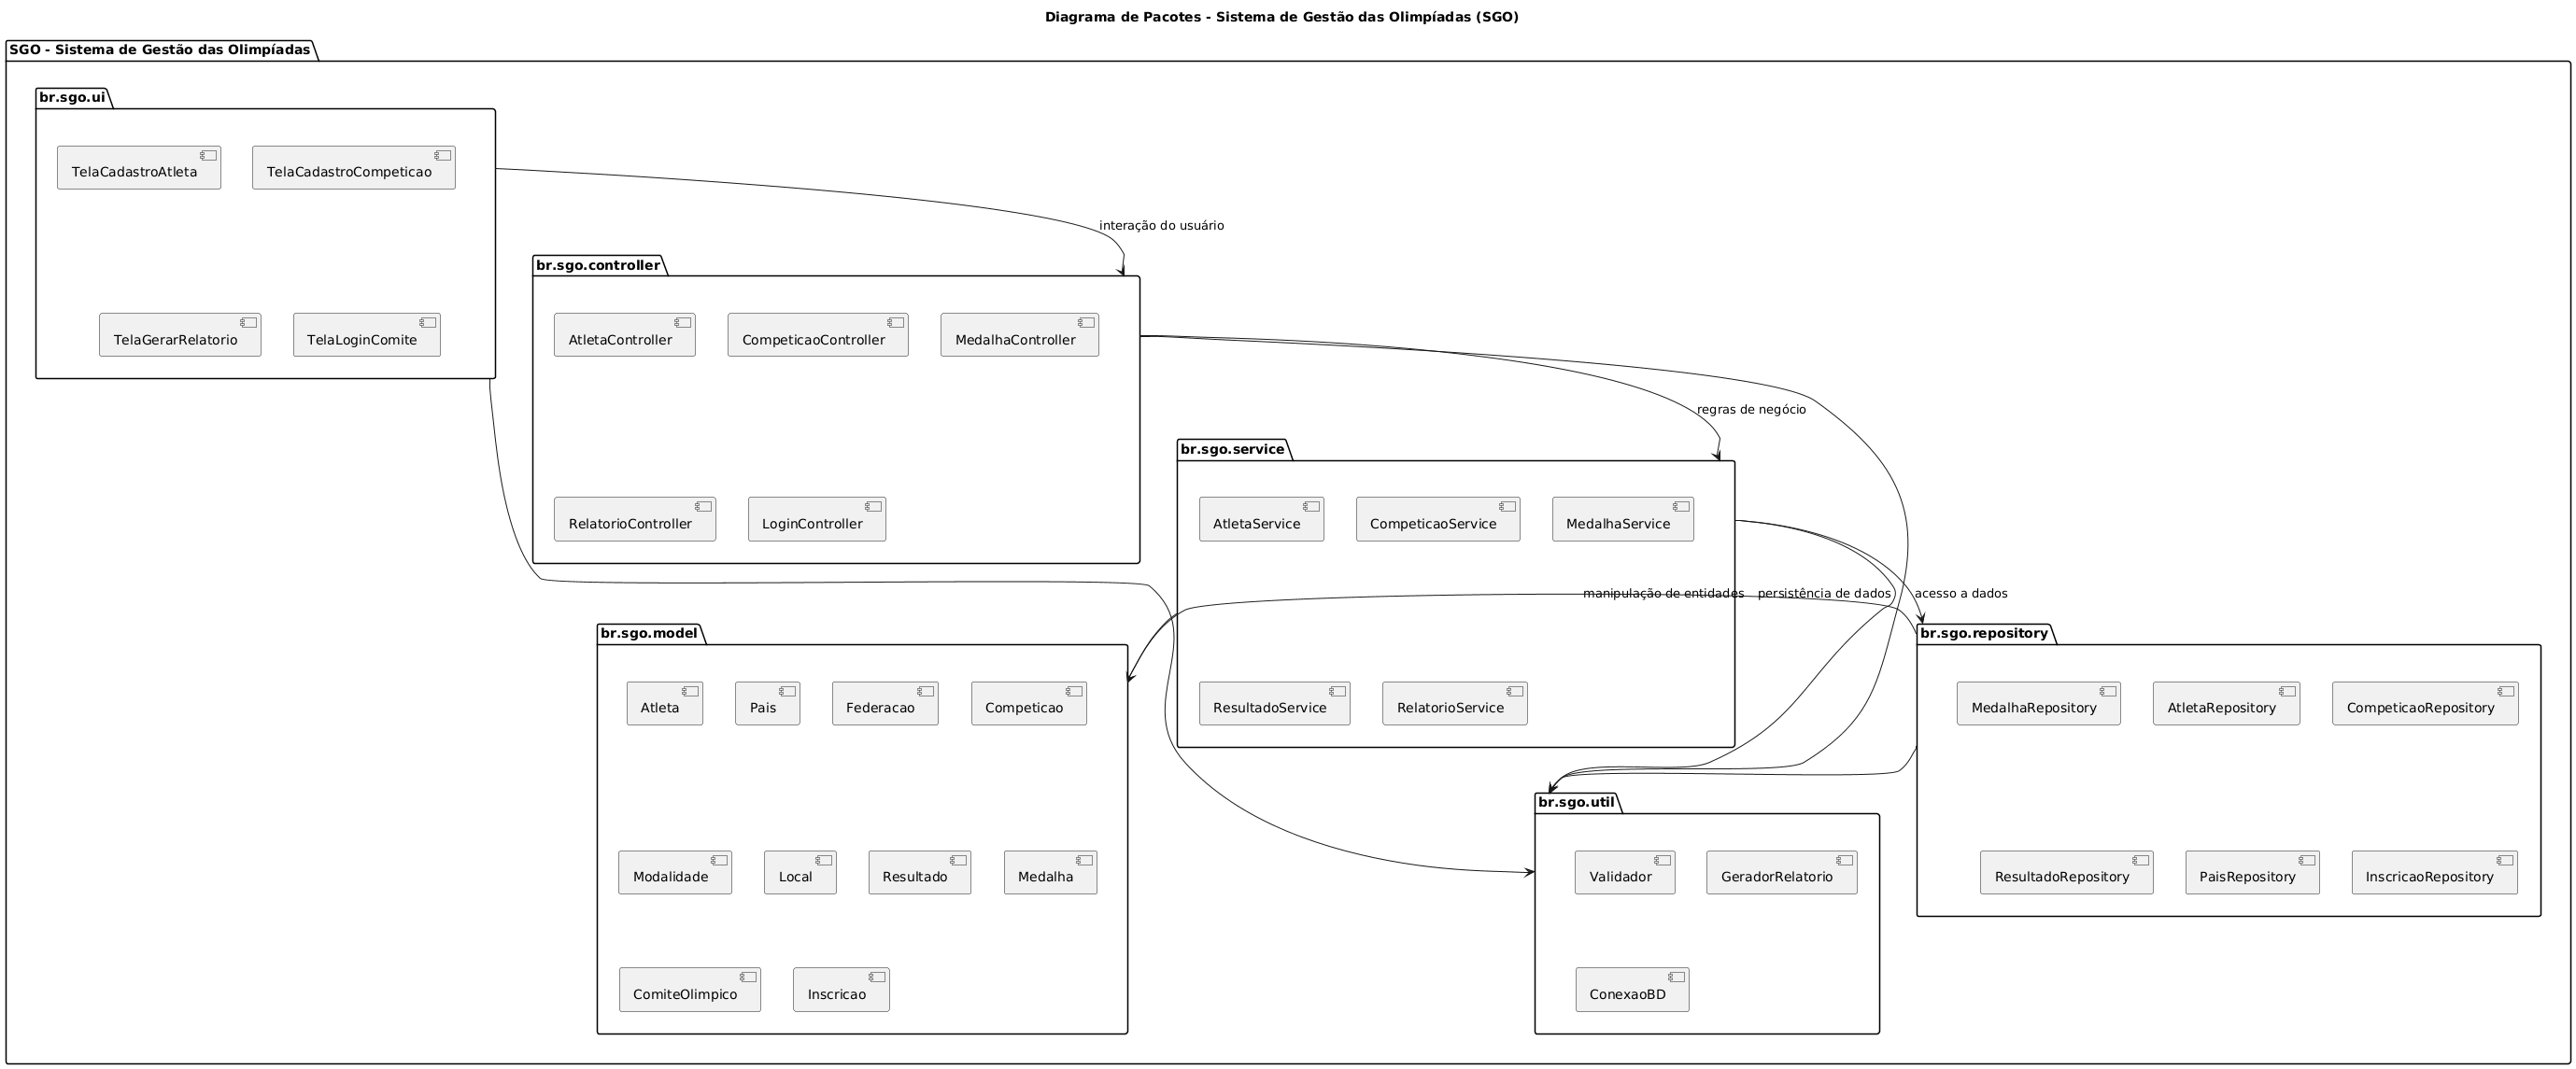 Diagrama de Pacotes - Sistema de Gestão das Olimpíadas (SGO)
SGO - Sistema de Gestão das Olimpíadas
br.sgo.ui
TelaCadastroAtleta
TelaCadastroCompeticao
TelaGerarRelatorio
TelaLoginComite
interação do usuário
br.sgo.controller
AtletaController
CompeticaoController
MedalhaController
RelatorioController
LoginController
regras de negócio
br.sgo.service
AtletaService
CompeticaoService
MedalhaService
ResultadoService
RelatorioService
manipulação de entidades
persistência de dados
acesso a dados
br.sgo.model
Atleta
Pais
Federacao
Competicao
Modalidade
Local
Resultado
Medalha
ComiteOlimpico
Inscricao
br.sgo.repository
MedalhaRepository
AtletaRepository
CompeticaoRepository
ResultadoRepository
PaisRepository
InscricaoRepository
br.sgo.util
Validador
GeradorRelatorio
ConexaoBD